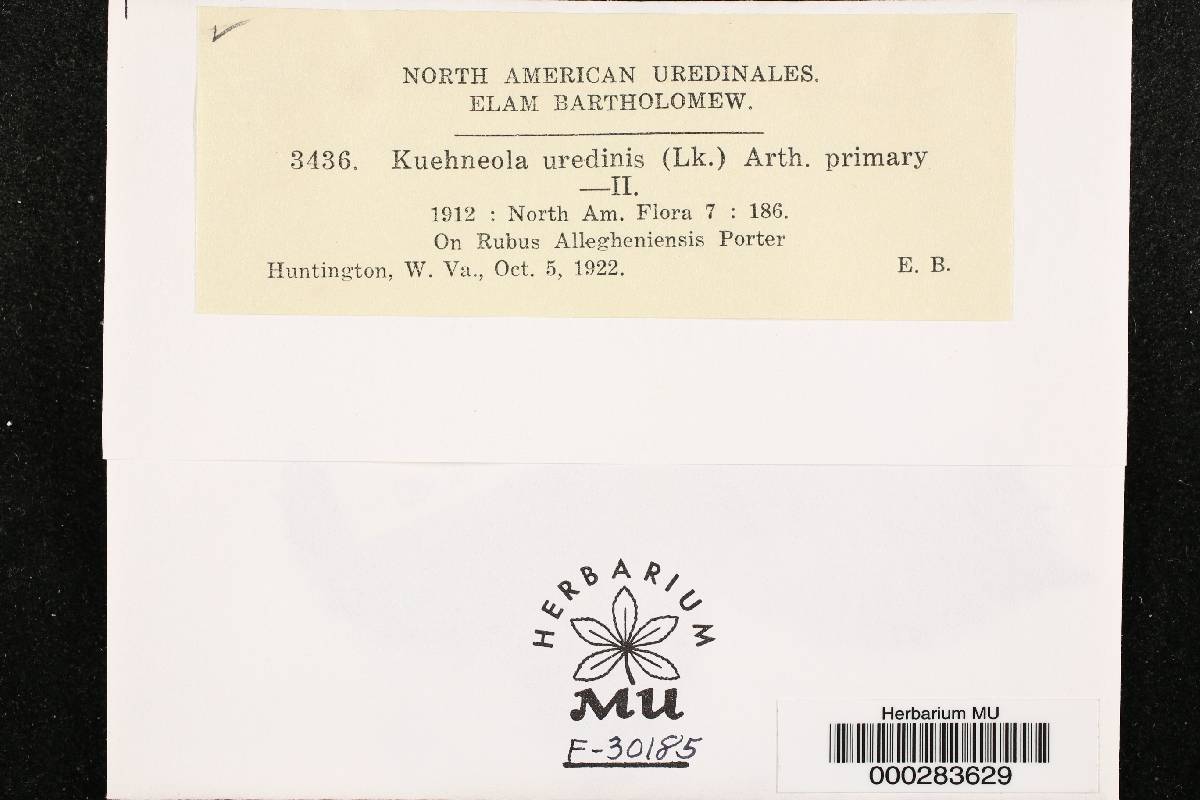 NORTH AMERICAN UREDINALES.
ELAM BARTHOLOMEW.
3436. Kuehneola uredinis (Lk.) Arth. primary
—II.
1912 : North Am. Flora 7 : 186.
On Rubus Allegheniensis Porter
Huntington, W. Va., Oct. 5, 1922. E. B.
HERBARIUM
MU
F-30185
Herbarium MU
000283629